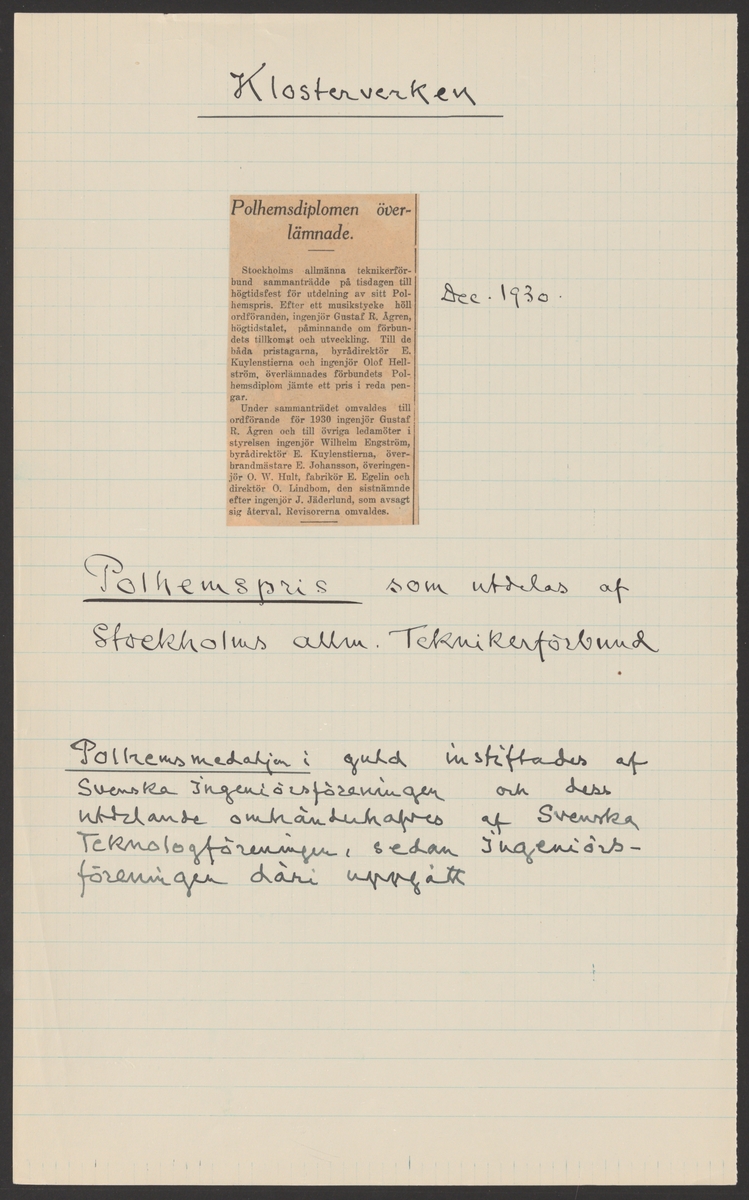 Klosterverken
Polhemsdiplomen över-
lämnade.
Stockholms allmänna teknikerför-
bund sammanträdde på tisdagen till
högtidsfest för utdelning av sitt Pol-
hemspris. Efter ett musikstycke höll
ordföranden, ingenjör Gustaf R. Ågren,
högtidstalet, påminnande om förbun-
dets tillkomst och utveckling. Till de
båda pristagarna, byrådirektör E.
Kuylenstierna och ingenjör Olof Hell-
ström, överlämnades förbundets Pol-
hemsdiplom jämte ett pris i reda pen-
gar.
Under sammanträdet omvaldes till
ordförande för 1930 ingenjör Gustaf
R. Ågren och till övriga ledamöter i
styrelsen ingenjör Wilhelm Engström,
byrådirektör E. Kuylenstierna, över-
brandmästare E. Johansson, överingen-
jör O. W. Hult, fabrikör E. Egelin och
direktör O. Lindbom, den sistnämnde
efter ingenjör J. Jäderlund, som avsagt
sig återval. Revisorerna omvaldes.
Dec. 1930.
Polhemspris som utdelas af
Stockholms allm. Teknikerförbund
Polhemsmedaljen i guld instiftades af
Svenska Ingeniörsföreningen och dess
utdelande omhänderhafves af Svenska
Teknologföreningen, sedan Ingeniörs-
föreningen däri uppgått